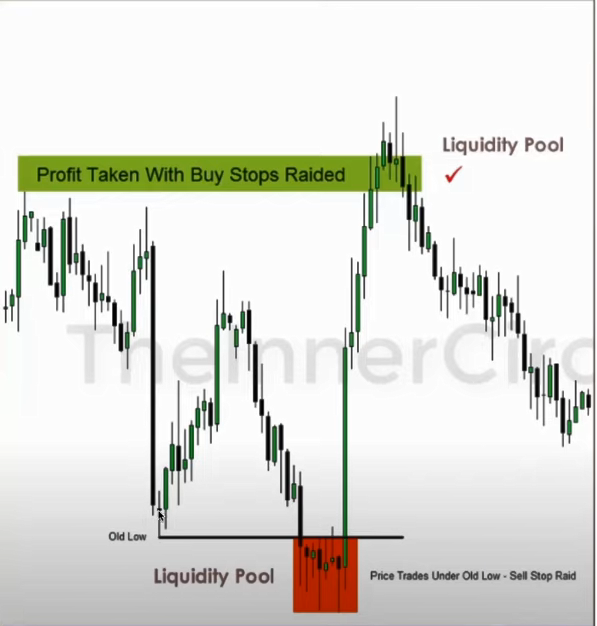 Liquidity Pool
Profit Taken With Buy Stops Raided
TheInnerCirc
Old Low
Liquidity Pool
Price Trades Under Old Low - Sell Stop Raid